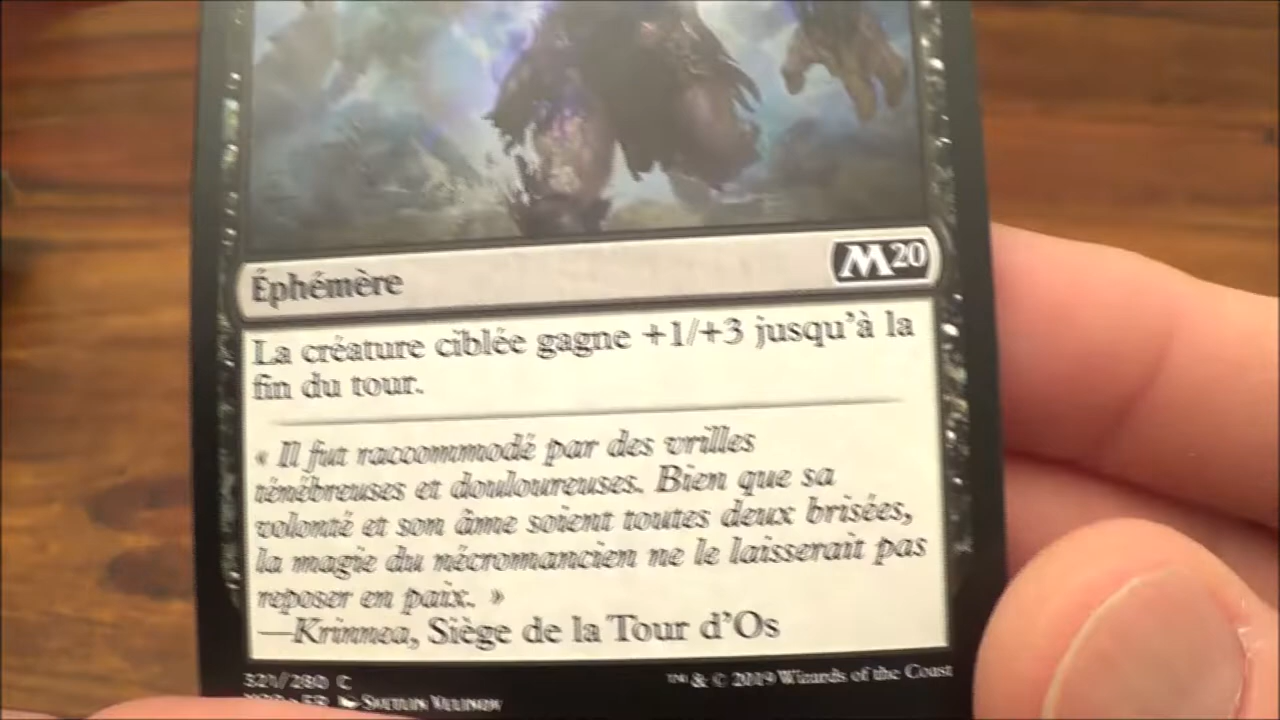 Éphémère
M20
La créature ciblée gagne +1/+3 jusqu'à la
fin du tour.
« Il fut raccommodé par des vrilles
ténébreuses et douloureuses. Bien que sa
volonté et son âme soient toutes deux brisées,
la magie du nécromancien ne le laisserait pas
reposer en paix. »
—Krinnea, Siège de la Tour d'Os
321/280 C
™ & © 2019 Wizards of the Coast